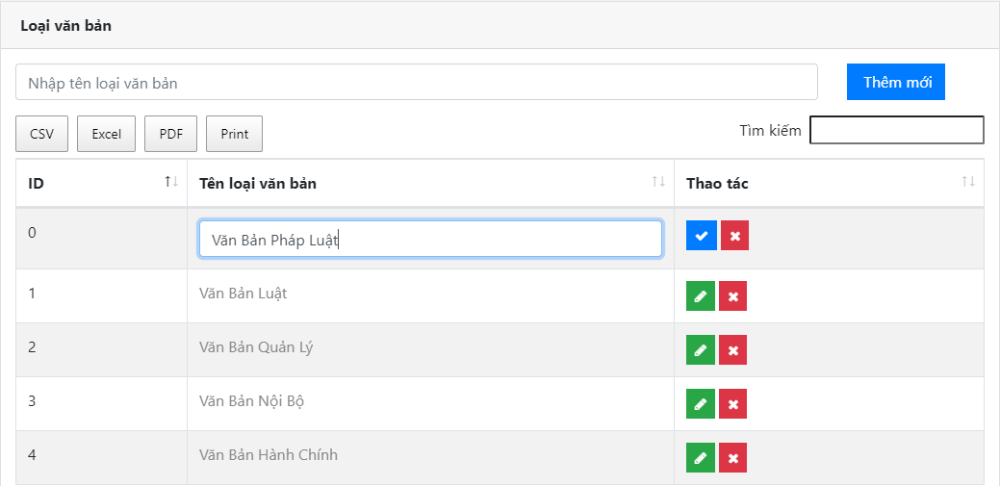 Loại văn bản
Nhập tên loại văn bản Thêm mới
CSV Excel PDF Print Tìm kiếm
ID Tên loại văn bản Thao tác
0 Văn Bản Pháp Luật
1 Văn Bản Luật
2 Văn Bản Quản Lý
3 Văn Bản Nội Bộ
4 Văn Bản Hành Chính